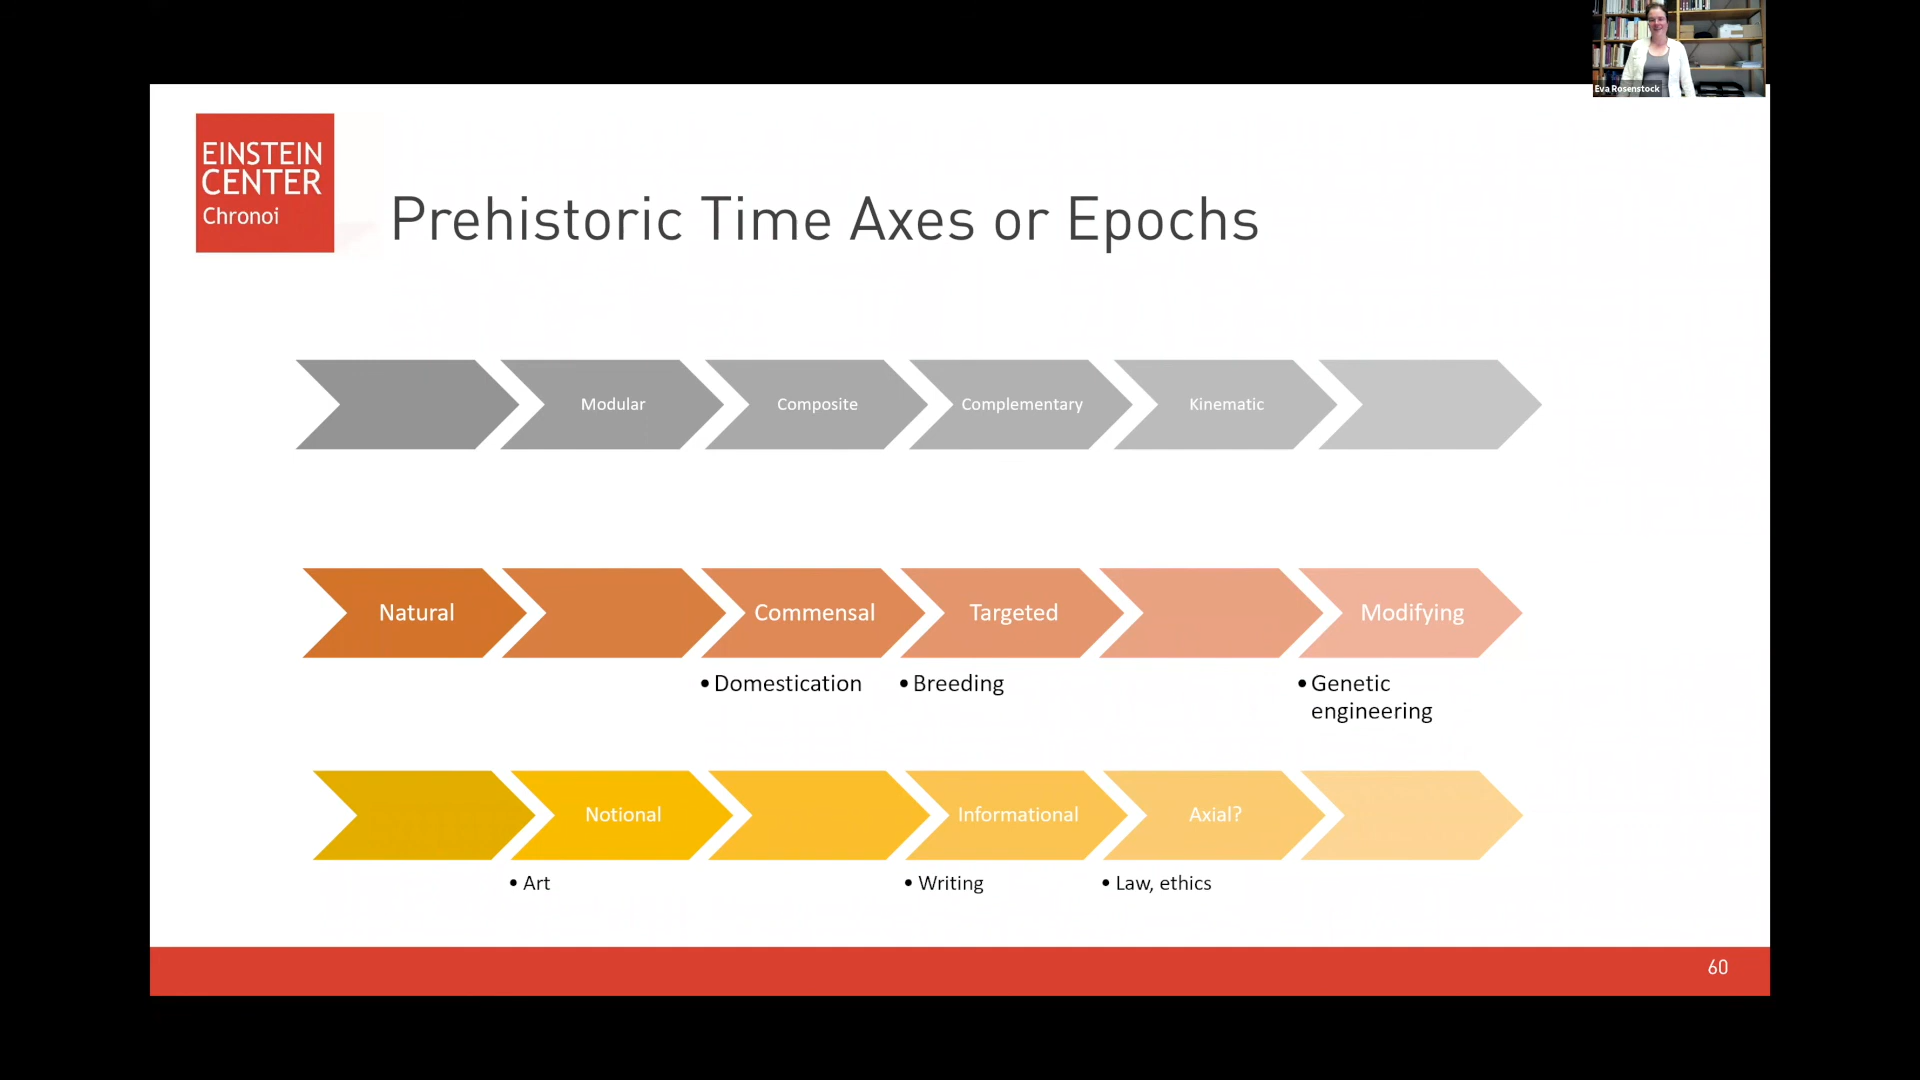 Eva Rosenstock
EINSTEIN
CENTER
Chronoi
Prehistoric Time Axes or Epochs
Modular
Composite
Complementary
Kinematic
Natural
Commensal
Targeted
Modifying
• Domestication
• Breeding
• Genetic
engineering
Notional
Informational
Axial?
• Art
• Writing
• Law, ethics
60